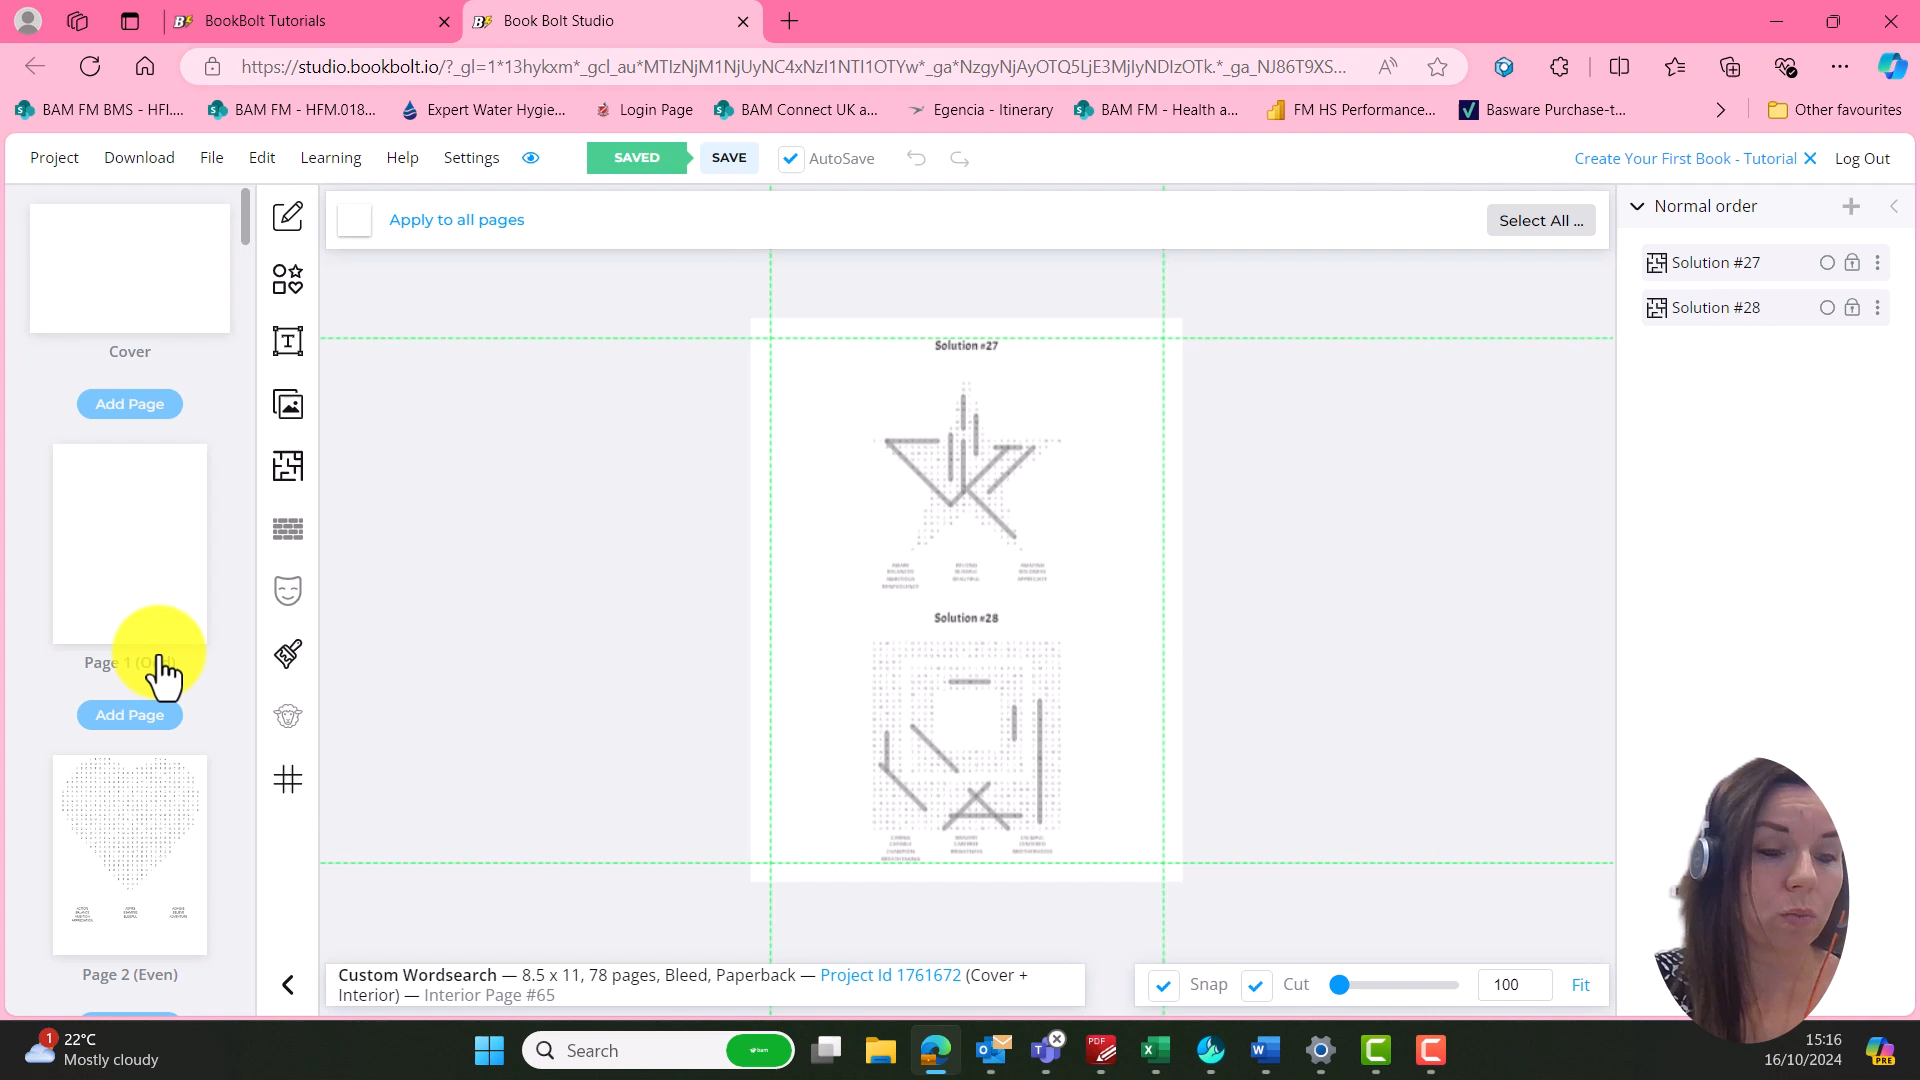 BookBolt Tutorials
Book Bolt Studio
https://studio.bookbolt.io/?_gl=1*13hykxm*_gcl_au*MTIzNjM1NjUyNC4xNzI1NTI1OTYw*_ga*NzgyNjAyOTQ5LjE3MjIyNDIzOTk.*_ga_NJ86T9XS...
BAM FM BMS - HFI....
BAM FM - HFM.018...
Expert Water Hygie...
Login Page
BAM Connect UK a...
Egencia - Itinerary
BAM FM - Health a...
FM HS Performance...
Basware Purchase-t...
Other favourites
Project
Download
File
Edit
Learning
Help
Settings
SAVED
SAVE
AutoSave
Create Your First Book - Tutorial
Log Out
Apply to all pages
Select All ...
Normal order
Solution #27
Solution #28
Cover
Add Page
Page 1 (Odd)
Add Page
Page 2 (Even)
Solution #27
Solution #28
Custom Wordsearch — 8.5 x 11, 78 pages, Bleed, Paperback — Project Id 1761672 (Cover +
Interior) — Interior Page #65
Snap
Cut
100
Fit
1
22°C
Mostly cloudy
Search
15:16
16/10/2024